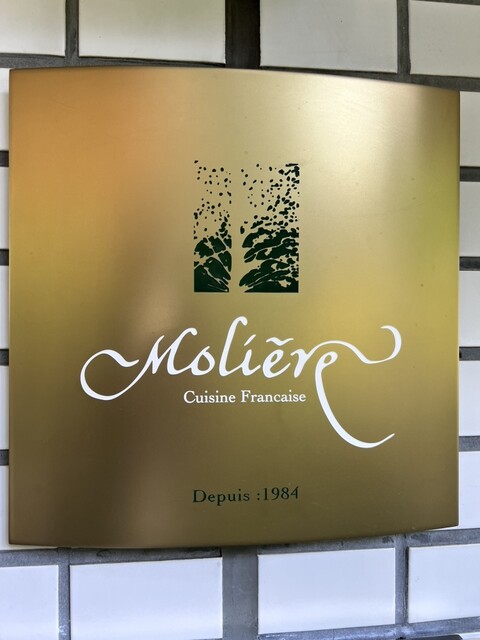 Molière
Cuisine Francaise
Depuis :1984